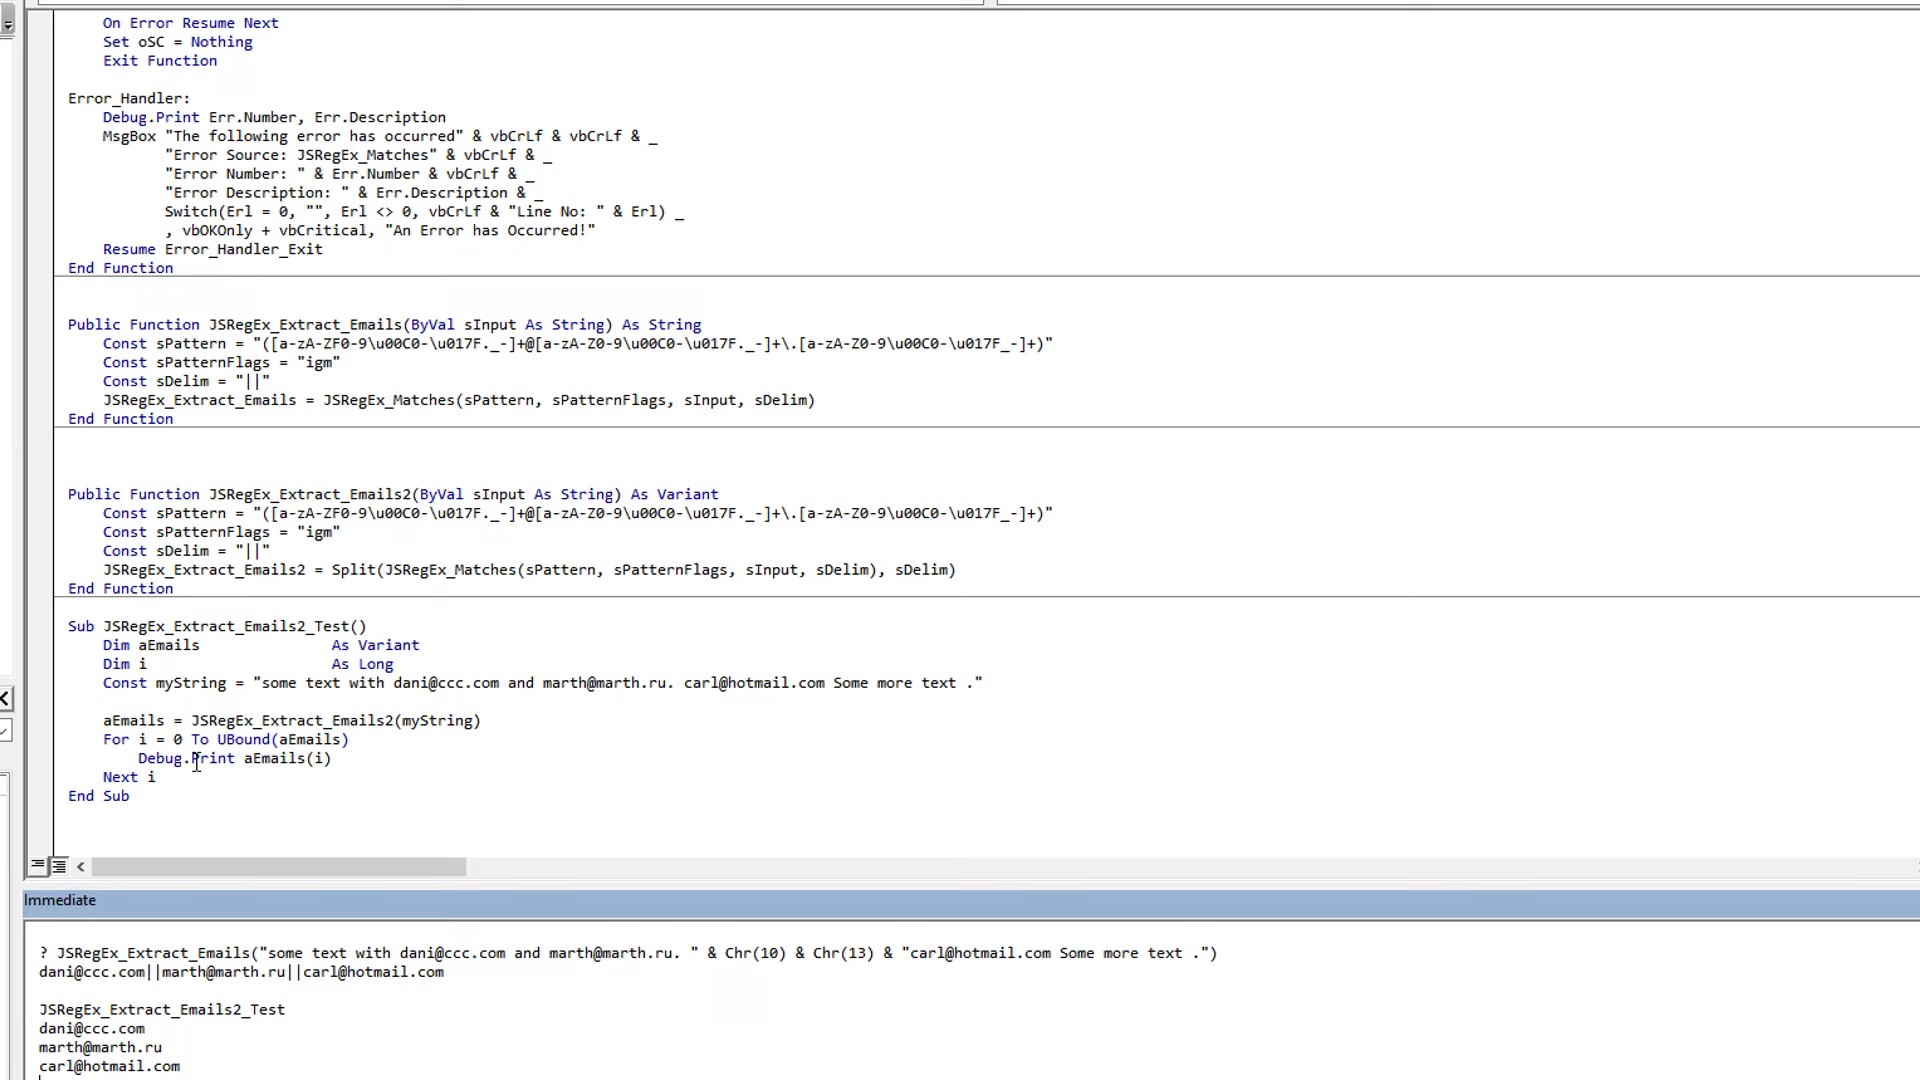 On Error Resume Next
    Set oSC = Nothing
    Exit Function
Error_Handler:
    Debug.Print Err.Number, Err.Description
    MsgBox "The following error has occurred" & vbCrLf & vbCrLf & _
           "Error Source: JSRegEx_Matches" & vbCrLf & _
           "Error Number: " & Err.Number & vbCrLf & _
           "Error Description: " & Err.Description & _
           Switch(Erl = 0, "", Erl <> 0, vbCrLf & "Line No: " & Erl) _
           , vbOKOnly + vbCritical, "An Error has Occurred!"
    Resume Error_Handler_Exit
End Function
Public Function JSRegEx_Extract_Emails(ByVal sInput As String) As String
    Const sPattern = "([a-zA-ZF0-9\u00C0-\u017F._-]+@[a-zA-Z0-9\u00C0-\u017F._-]+\.[a-zA-Z0-9\u00C0-\u017F_-]+)"
    Const sPatternFlags = "igm"
    Const sDelim = "||"
    JSRegEx_Extract_Emails = JSRegEx_Matches(sPattern, sPatternFlags, sInput, sDelim)
End Function
Public Function JSRegEx_Extract_Emails2(ByVal sInput As String) As Variant
    Const sPattern = "([a-zA-ZF0-9\u00C0-\u017F._-]+@[a-zA-Z0-9\u00C0-\u017F._-]+\.[a-zA-Z0-9\u00C0-\u017F_-]+)"
    Const sPatternFlags = "igm"
    Const sDelim = "||"
    JSRegEx_Extract_Emails2 = Split(JSRegEx_Matches(sPattern, sPatternFlags, sInput, sDelim), sDelim)
End Function
Sub JSRegEx_Extract_Emails2_Test()
    Dim aEmails               As Variant
    Dim i                     As Long
    Const myString = "some text with dani@ccc.com and marth@marth.ru. carl@hotmail.com Some more text ."
    aEmails = JSRegEx_Extract_Emails2(myString)
    For i = 0 To UBound(aEmails)
        Debug.Print aEmails(i)
    Next i
End Sub
Immediate
? JSRegEx_Extract_Emails("some text with dani@ccc.com and marth@marth.ru. " & Chr(10) & Chr(13) & "carl@hotmail.com Some more text .")
dani@ccc.com||marth@marth.ru||carl@hotmail.com
JSRegEx_Extract_Emails2_Test
dani@ccc.com
marth@marth.ru
carl@hotmail.com